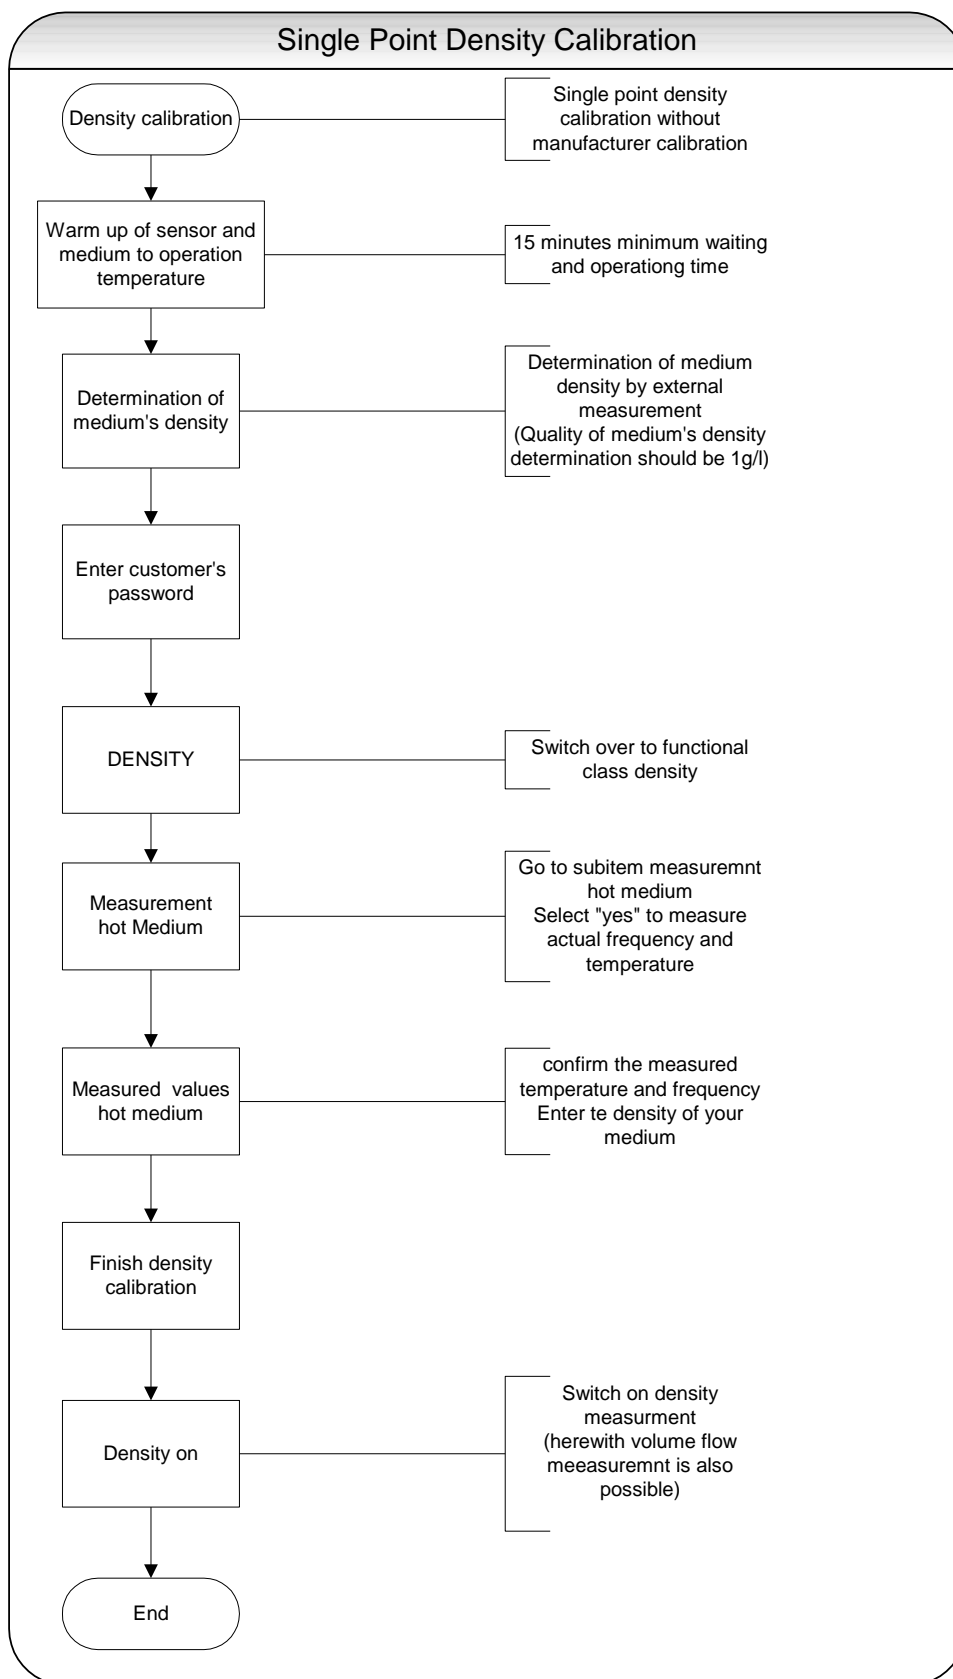 Single Point Density Calibration
Density calibration
Single point density
calibration without
manufacturer calibration
Warm up of sensor and
medium to operation
temperature
15 minutes minimum waiting
and operationg time
Determination of
medium's density
Determination of medium
density by external
measurement
(Quality of medium's density
determination should be 1g/l)
Enter customer's
password
DENSITY
Switch over to functional
class density
Measurement
hot Medium
Go to subitem measuremnt
hot medium
Select "yes" to measure
actual frequency and
temperature
Measured values
hot medium
confirm the measured
temperature and frequency
Enter te density of your
medium
Finish density
calibration
Density on
Switch on density
measurment
(herewith volume flow
meeasuremnt is also
possible)
End